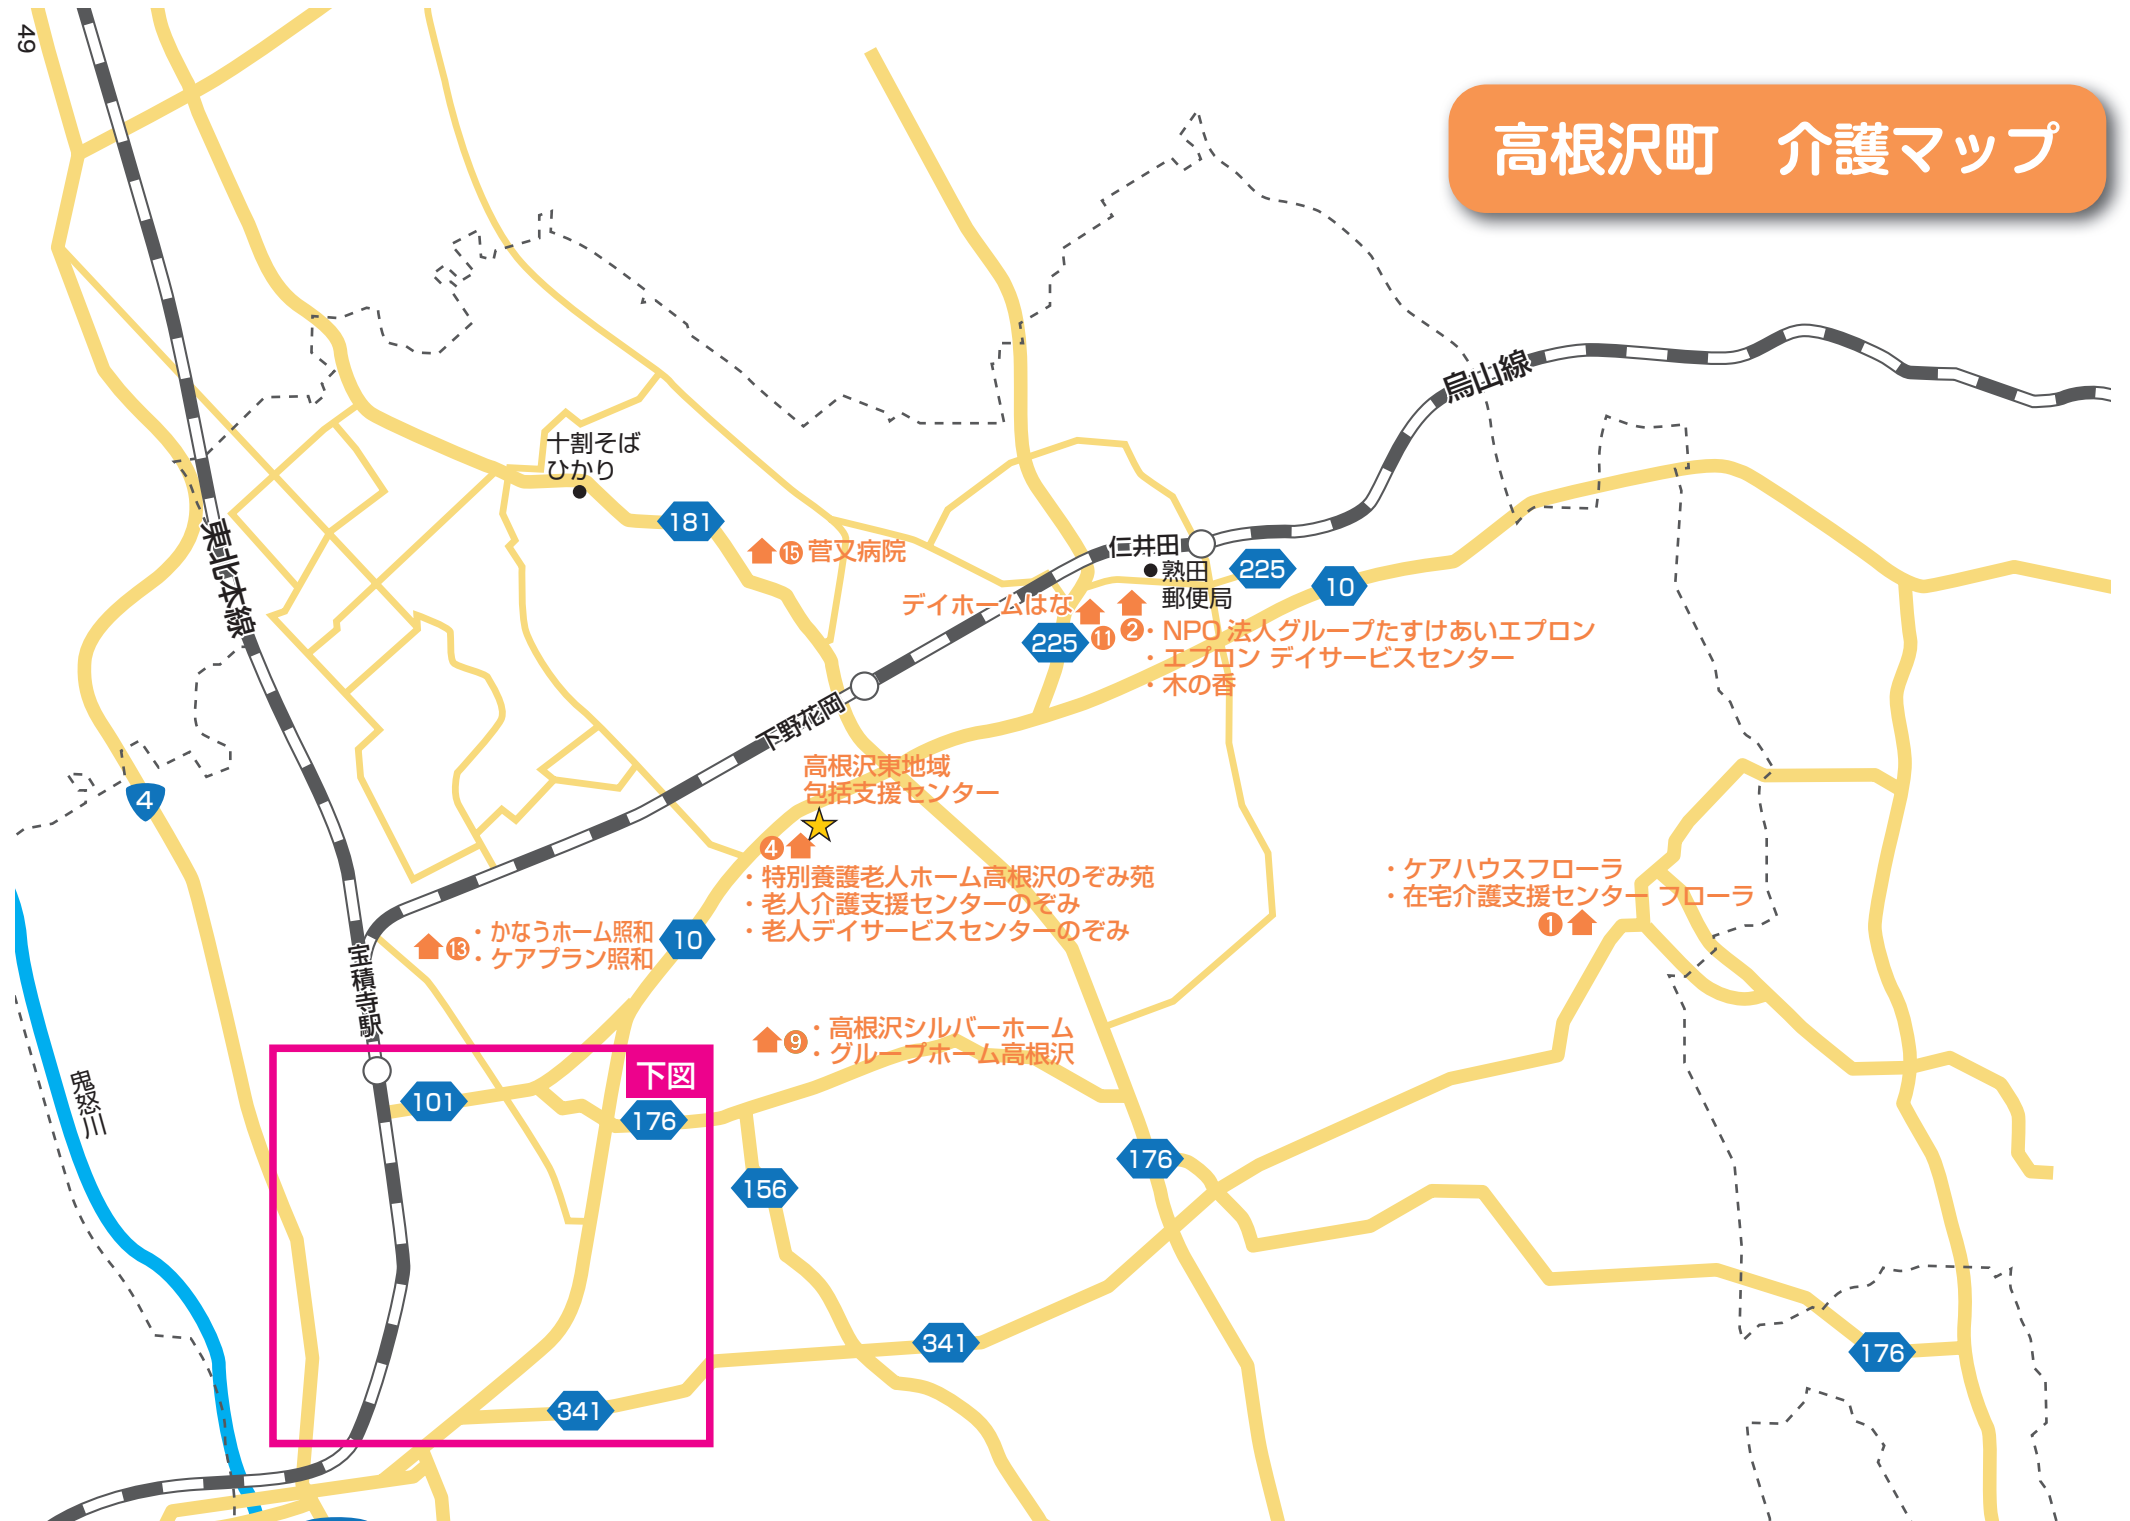 49
高根沢町　介護マップ
烏山線
十割そば
ひかり
181
⑮菅又病院
東北本線
仁井田
熟田
郵便局
225
10
デイホームはな
⑪
225
②・NPO 法人グループたすけあいエプロン
・エプロン デイサービスセンター
・木の香
下野花岡
高根沢東地域
包括支援センター
4
④
・特別養護老人ホーム高根沢のぞみ苑
・老人介護支援センターのぞみ
・老人デイサービスセンターのぞみ
・ケアハウスフローラ
・在宅介護支援センター フローラ
①
⑬・かなうホーム照和
・ケアプラン照和
10
宝積寺駅
⑨・高根沢シルバーホーム
・グループホーム高根沢
下図
鬼怒川
101
176
156
176
341
176
341